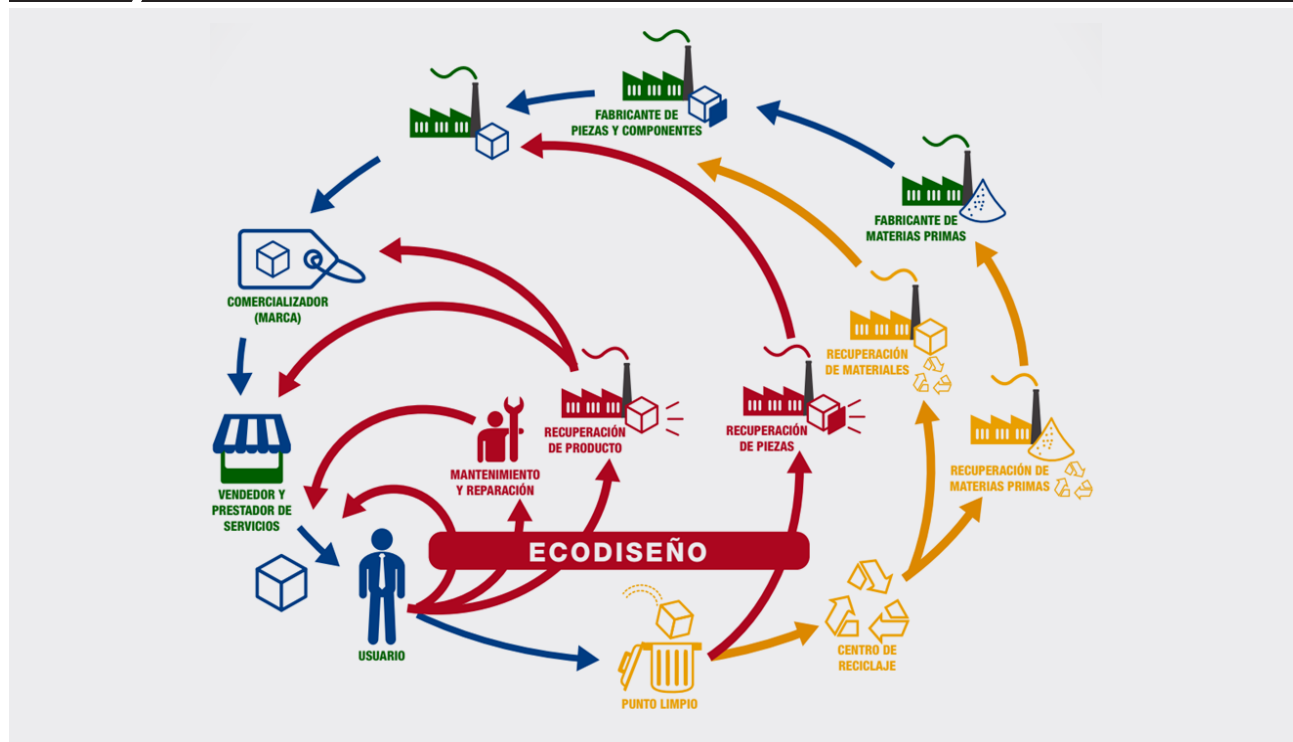 FABRICANTE DE
PIEZAS Y COMPONENTES
FABRICANTE DE
MATERIAS PRIMAS
COMERCIALIZADOR
(MARCA)
RECUPERACIÓN
DE MATERIALES
RECUPERACIÓN
DE PRODUCTO
RECUPERACIÓN
DE PIEZAS
MANTENIMIENTO
Y REPARACIÓN
RECUPERACIÓN DE
MATERIAS PRIMAS
VENDEDOR Y
PRESTADOR DE
SERVICIOS
ECODISEÑO
USUARIO
CENTRO DE
RECICLAJE
PUNTO LIMPIO